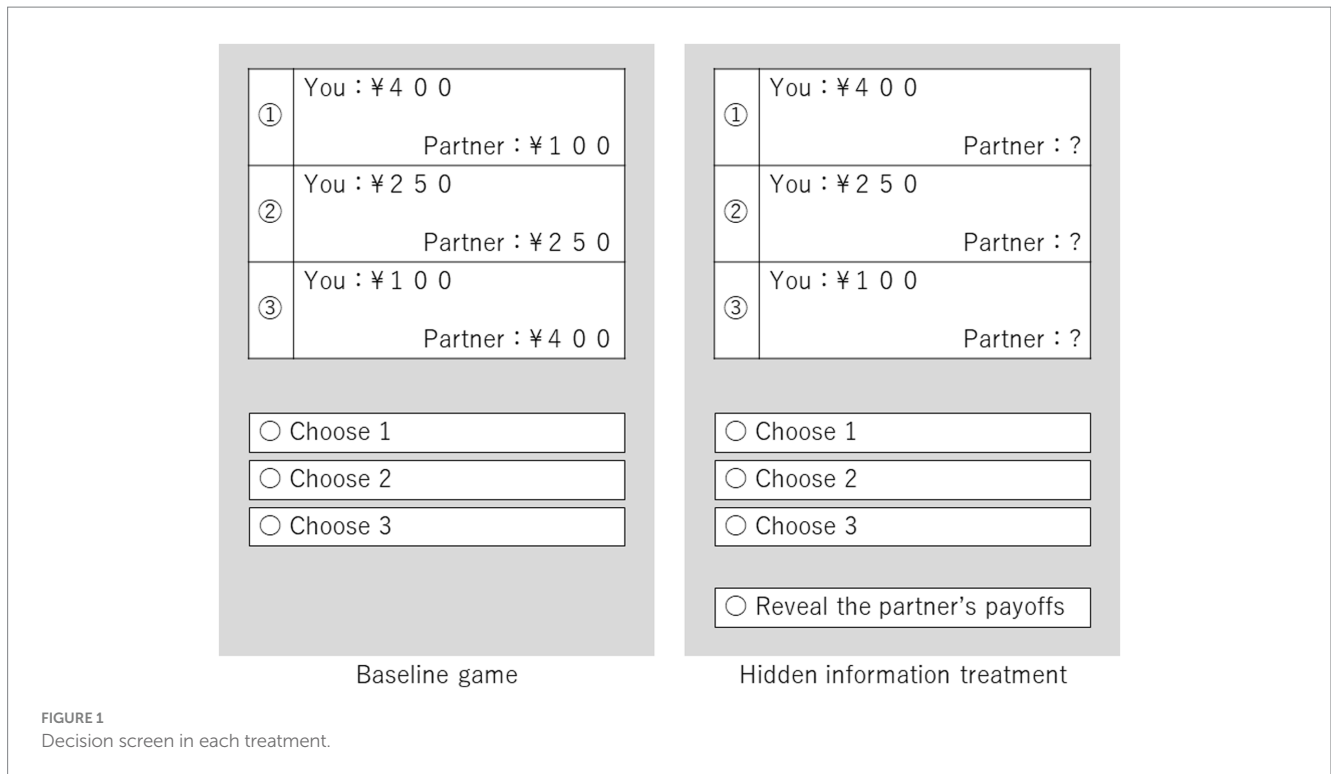 ①
You：¥４００
Partner：¥１００
②
You：¥２５０
Partner：¥２５０
③
You：¥１００
Partner：¥４００
○ Choose 1
○ Choose 2
○ Choose 3
Baseline game
①
You：¥４００
Partner：?
②
You：¥２５０
Partner：?
③
You：¥１００
Partner：?
○ Choose 1
○ Choose 2
○ Choose 3
○ Reveal the partner’s payoffs
Hidden information treatment
FIGURE 1
Decision screen in each treatment.